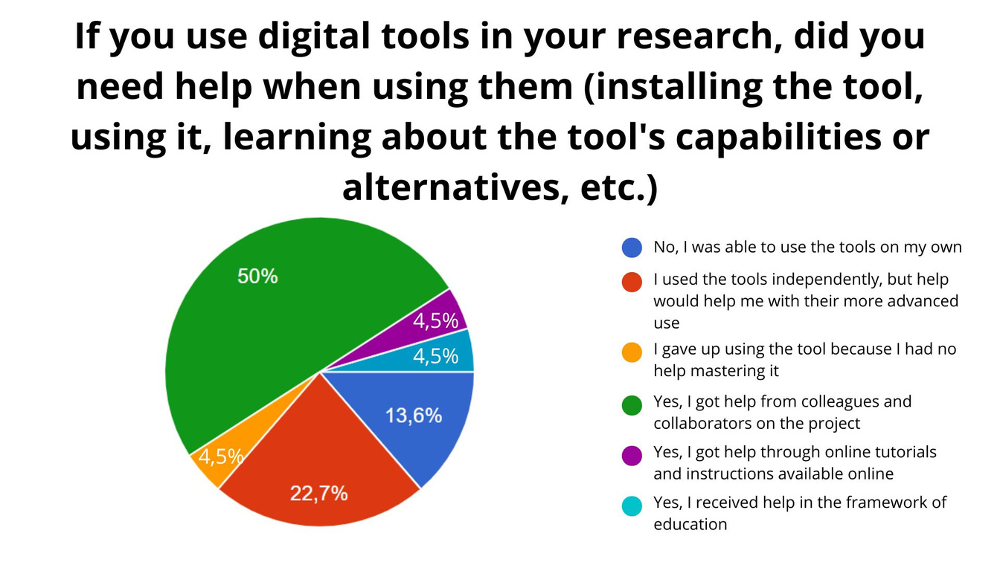 If you use digital tools in your research, did you
need help when using them (installing the tool,
using it, learning about the tool's capabilities or
alternatives, etc.)
50%
4,5%
4,5%
13,6%
4,5%
22,7%
No, I was able to use the tools on my own
I used the tools independently, but help
would help me with their more advanced
use
I gave up using the tool because I had no
help mastering it
Yes, I got help from colleagues and
collaborators on the project
Yes, I got help through online tutorials
and instructions available online
Yes, I received help in the framework of
education